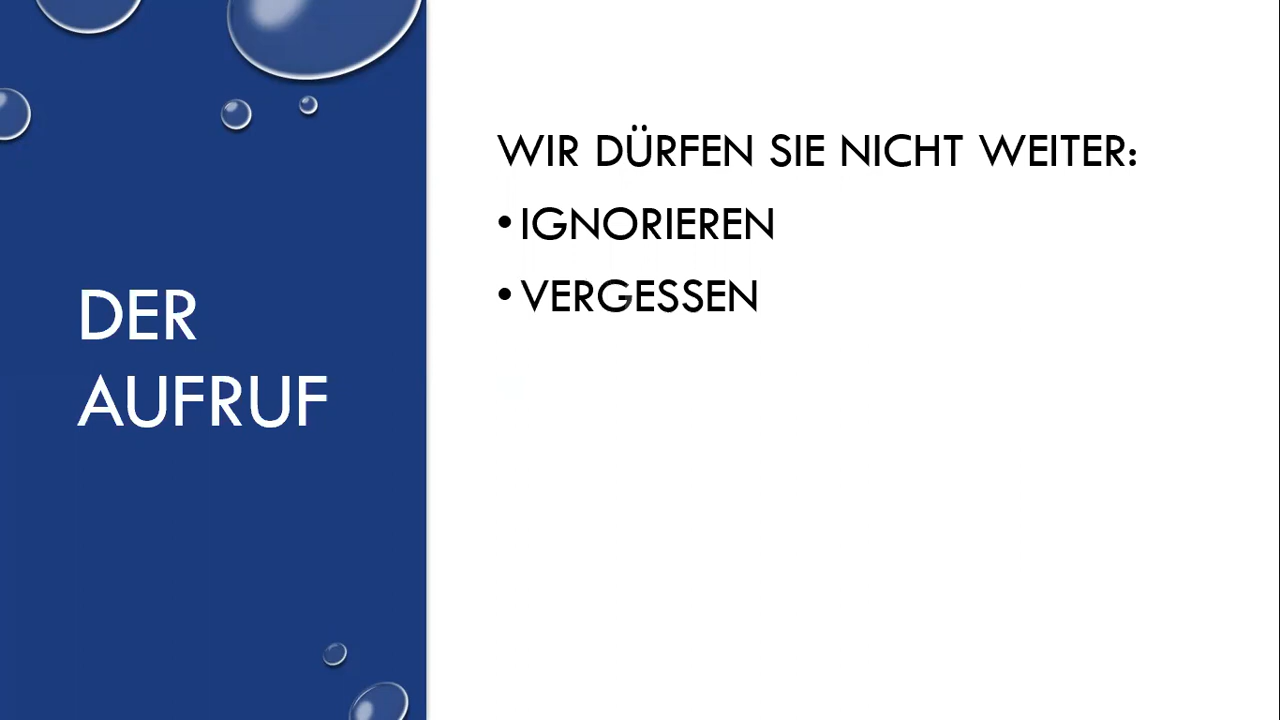 DER
AUFRUF
WIR DÜRFEN SIE NICHT WEITER:
• IGNORIEREN
• VERGESSEN